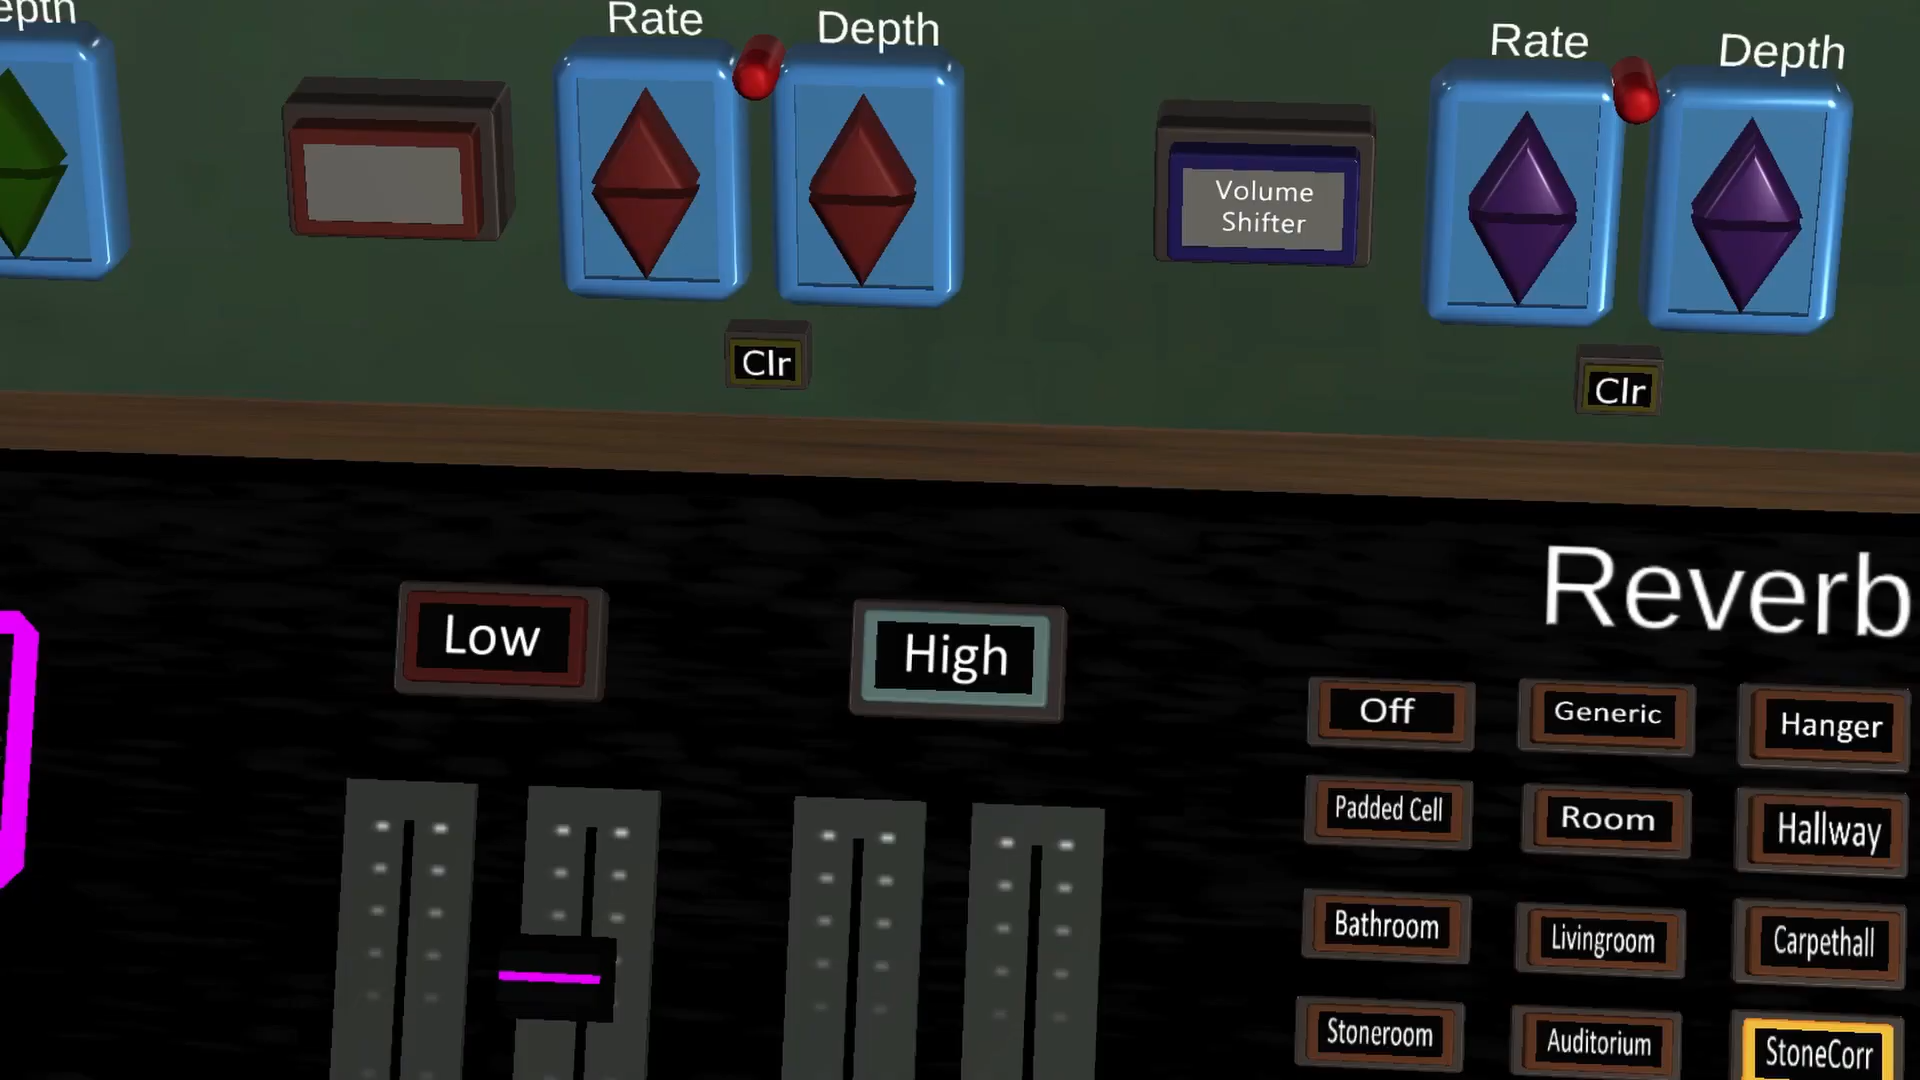 epth
Rate
Depth
Rate
Depth
Volume
Shifter
Clr
Clr
Low
High
Reverb
Off
Generic
Hanger
Padded Cell
Room
Hallway
Bathroom
Livingroom
Carpethall
Stoneroom
Auditorium
StoneCorr